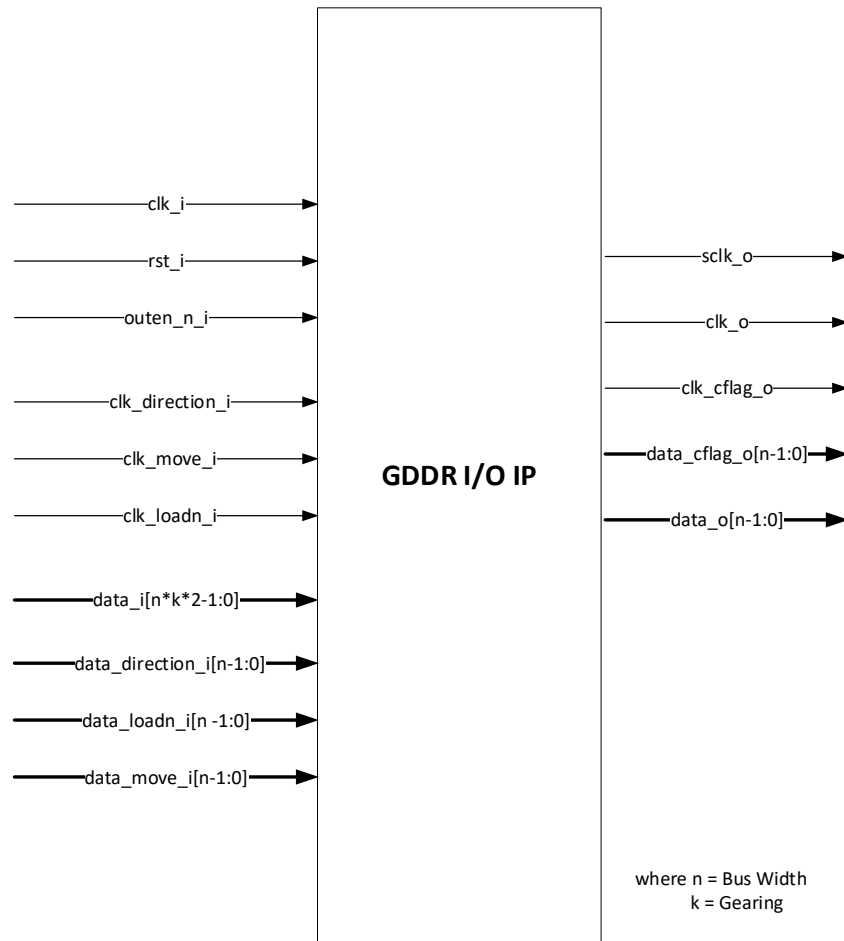 clk_i
rst_i
outen_n_i
clk_direction_i
clk_move_i
clk_loadn_i
data_i[n*k*2-1:0]
data_direction_i[n-1:0]
data_loadn_i[n -1:0]
data_move_i[n-1:0]
GDDR I/O IP
sclk_o
clk_o
clk_cflag_o
data_cflag_o[n-1:0]
data_o[n-1:0]
where n = Bus Width
k = Gearing